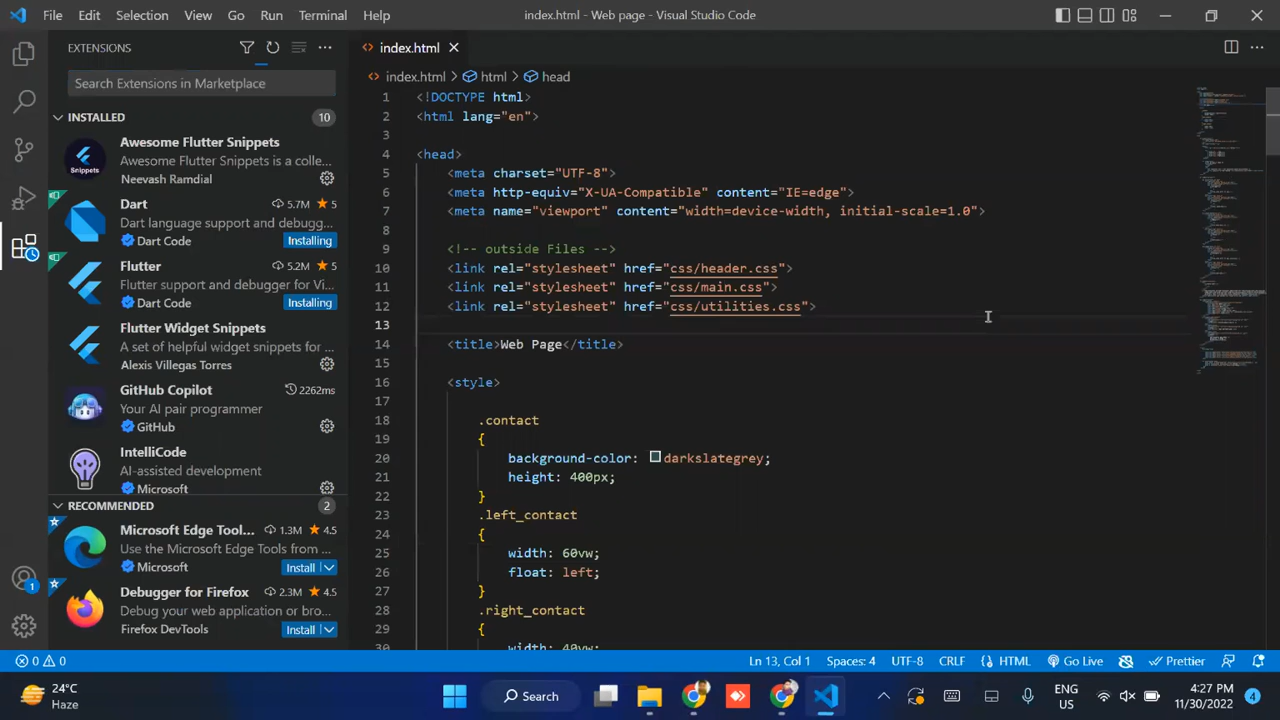 File Edit Selection View Go Run Terminal Help
index.html - Web page - Visual Studio Code
EXTENSIONS
Search Extensions in Marketplace
INSTALLED 10
Awesome Flutter Snippets
Awesome Flutter Snippets is a colle...
Neevash Ramdial
Snippets
Dart 5.7M 5
Dart language support and debugg...
Dart Code Installing
Flutter 5.2M 5
Flutter support and debugger for Vi...
Dart Code Installing
Flutter Widget Snippets
A set of helpful widget snippets for ...
Alexis Villegas Torres
GitHub Copilot 2262ms
Your AI pair programmer
GitHub
IntelliCode
AI-assisted development
Microsoft
RECOMMENDED 2
Microsoft Edge Tool... 1.3M 4.5
Use the Microsoft Edge Tools from ...
Microsoft Install
Debugger for Firefox 2.3M 4.5
Debug your web application or bro...
Firefox DevTools Install
1
index.html
index.html > html > head
1 <!DOCTYPE html>
2 <html lang="en">
3
4 <head>
5 <meta charset="UTF-8">
6 <meta http-equiv="X-UA-Compatible" content="IE=edge">
7 <meta name="viewport" content="width=device-width, initial-scale=1.0">
8
9 <!-- outside Files -->
10 <link rel="stylesheet" href="css/header.css">
11 <link rel="stylesheet" href="css/main.css">
12 <link rel="stylesheet" href="css/utilities.css">
13
14 <title>Web Page</title>
15
16 <style>
17
18 .contact
19 {
20 background-color: darkslategrey;
21 height: 400px;
22 }
23 .left_contact
24 {
25 width: 60vw;
26 float: left;
27 }
28 .right_contact
29 {
30 width: 40vw;
0 0
Ln 13, Col 1 Spaces: 4 UTF-8 CRLF HTML Go Live Prettier
24°C
Haze
Search
ENG
US
4:27 PM
11/30/2022
4